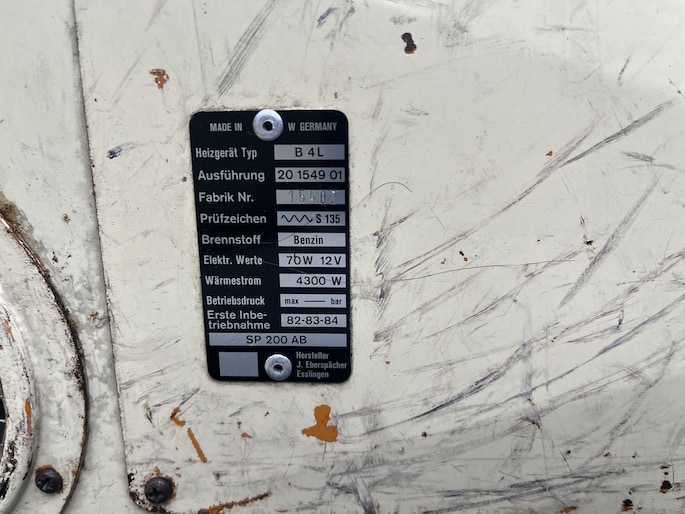 MADE IN W GERMANY
Heizgerät Typ B 4 L
Ausführung 20 1549 01
Fabrik Nr.
Prüfzeichen S 135
Brennstoff Benzin
Elektr. Werte 70W 12V
Wärmestrom 4300 W
Betriebsdruck max — bar
Erste Inbe-
triebnahme 82-83-84
SP 200 AB
Hersteller
J. Eberspächer
Esslingen